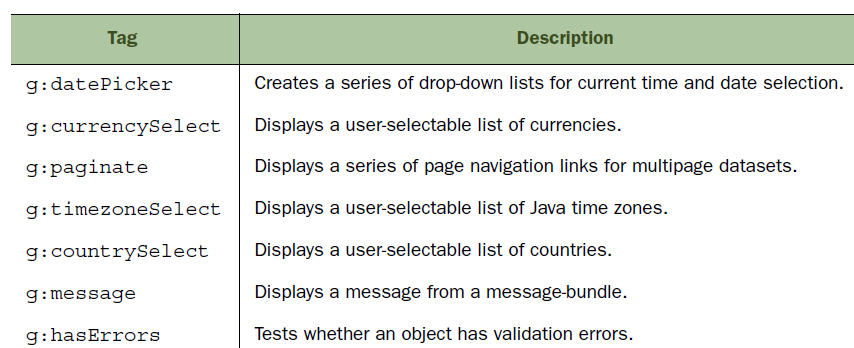 Tag Description
g:datePicker Creates a series of drop-down lists for current time and date selection.
g:currencySelect Displays a user-selectable list of currencies.
g:paginate Displays a series of page navigation links for multipage datasets.
g:timezoneSelect Displays a user-selectable list of Java time zones.
g:countrySelect Displays a user-selectable list of countries.
g:message Displays a message from a message-bundle.
g:hasErrors Tests whether an object has validation errors.